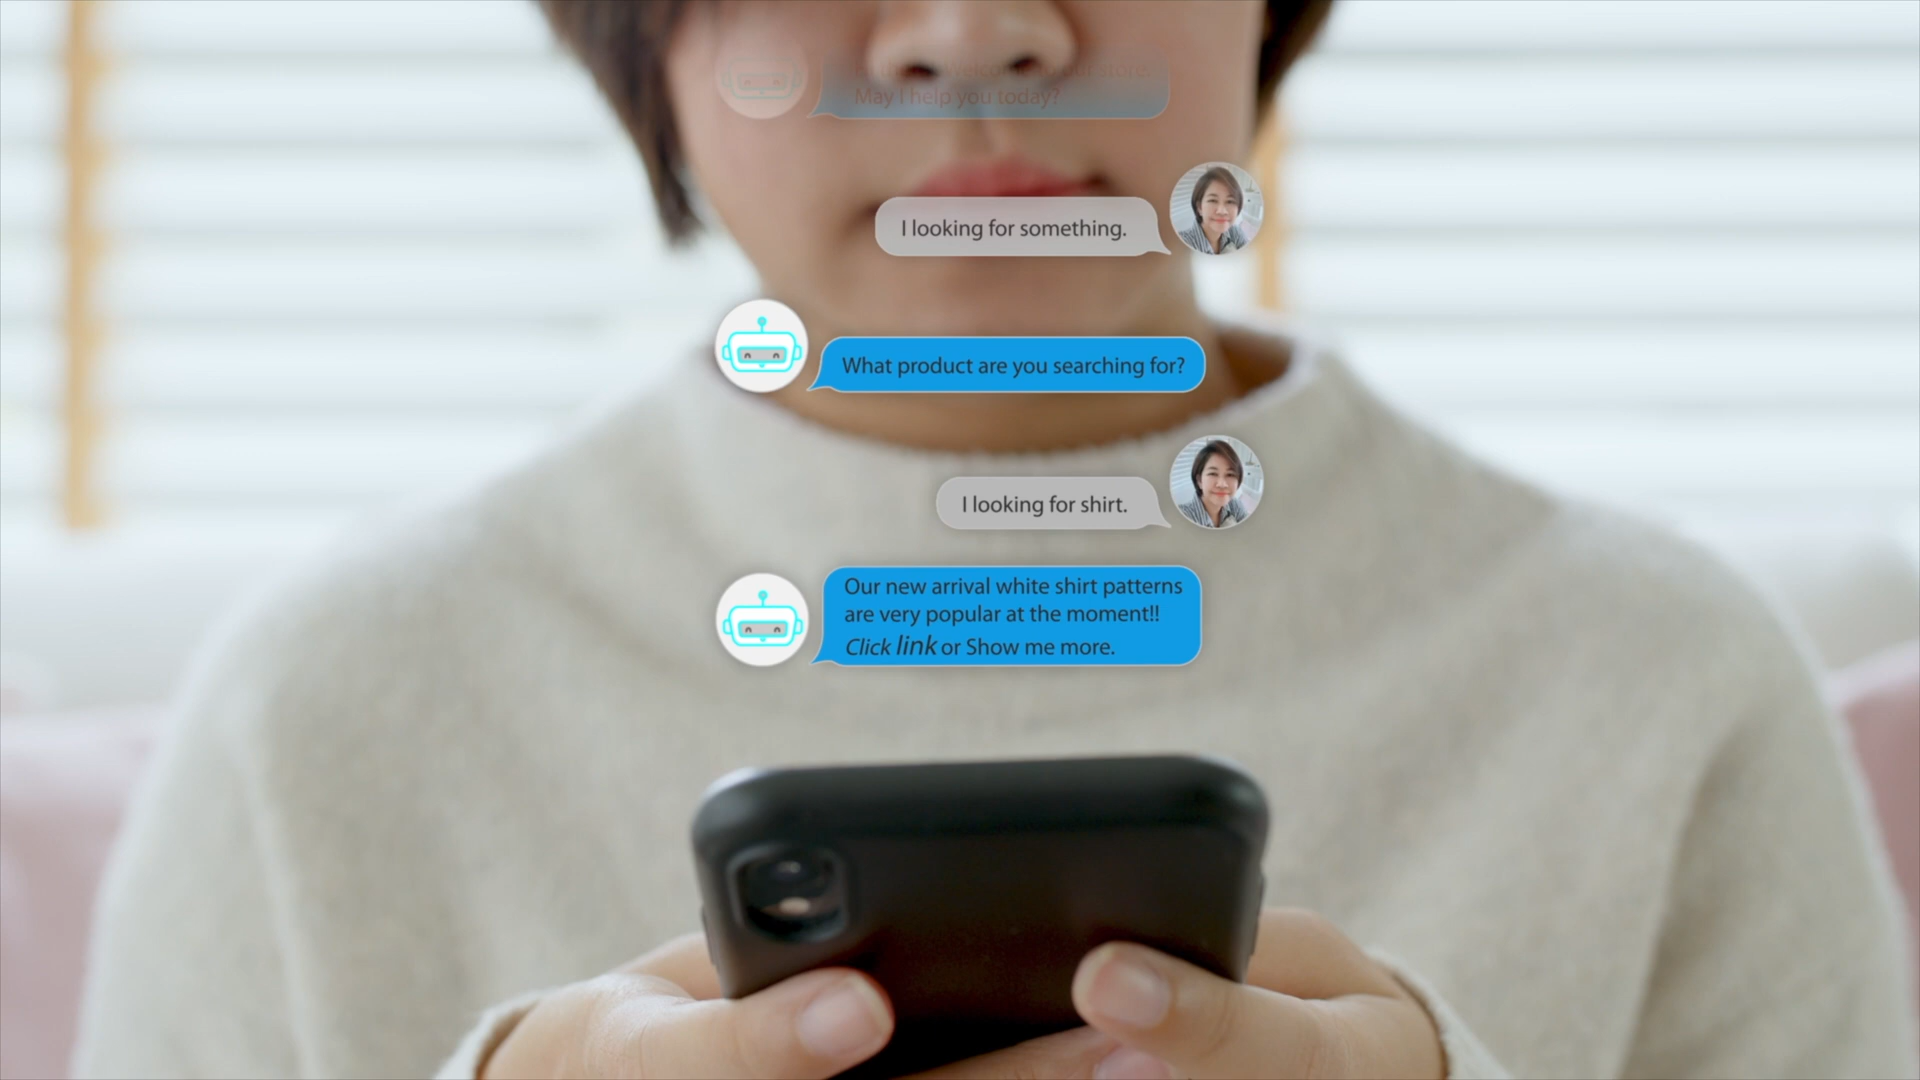 May I help you today?
I looking for something.
What product are you searching for?
I looking for shirt.
Our new arrival white shirt patterns
are very popular at the moment!!
Click link or Show me more.